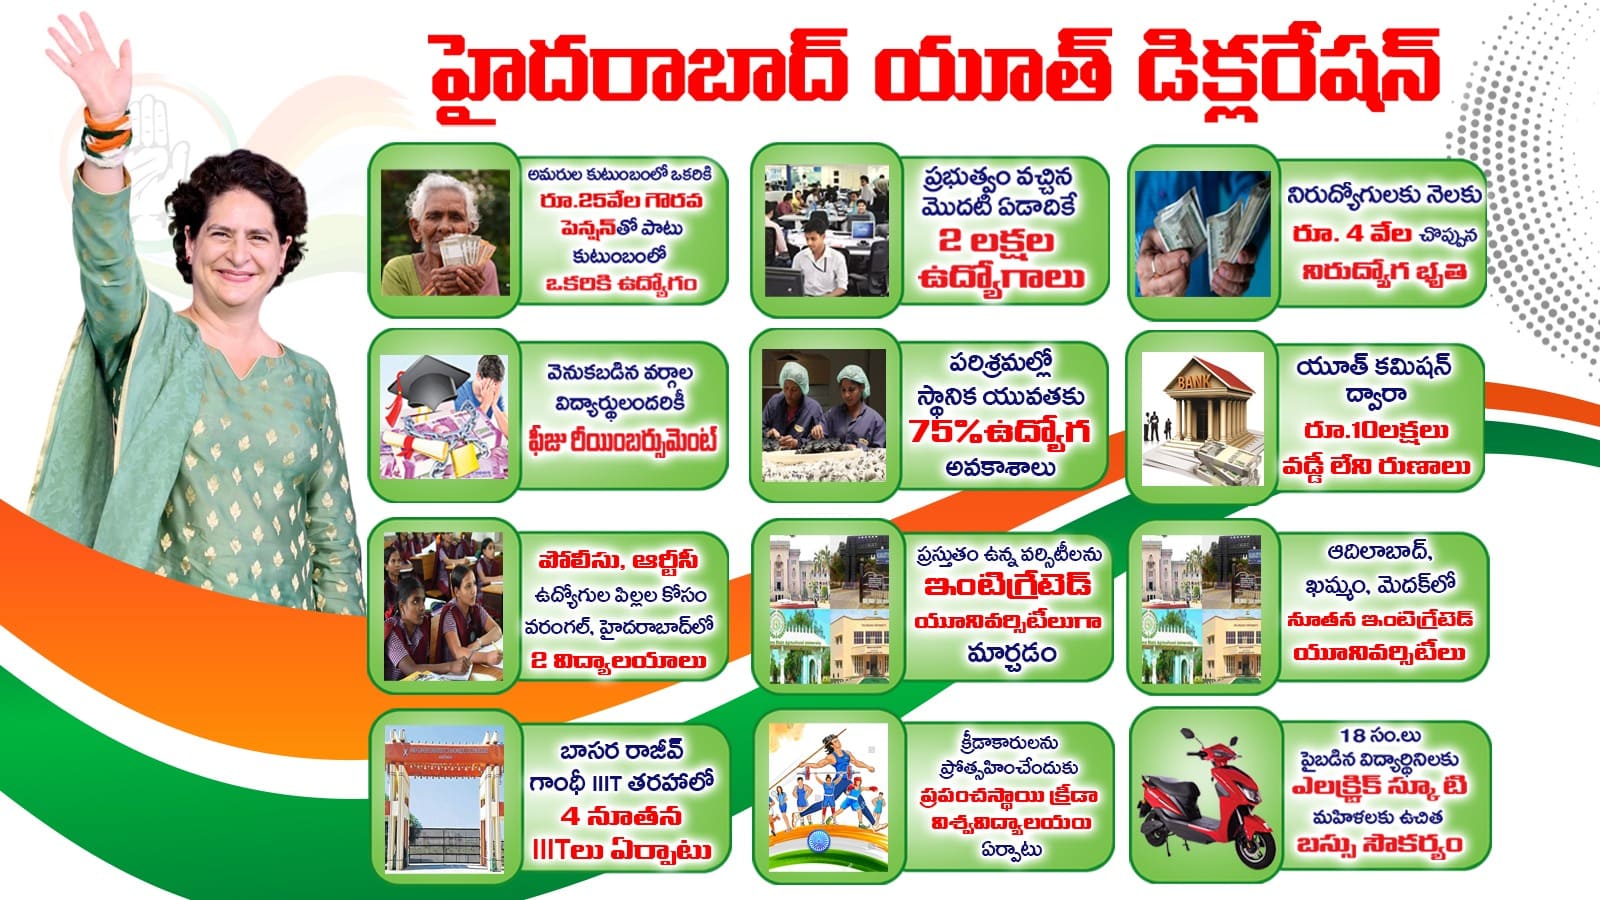 హైదరాబాద్ యూత్ డిక్లరేషన్
అమరుల కుటుంబంలో ఒకరికి
రూ.25వేల గౌరవ
పెన్షన్‌తో పాటు
కుటుంబంలో
ఒకరికి ఉద్యోగం
ప్రభుత్వం వచ్చిన
మొదటి ఏడాదికే
2 లక్షల
ఉద్యోగాలు
నిరుద్యోగులకు నెలకు
రూ. 4 వేల చొప్పున
నిరుద్యోగ భృతి
వెనుకబడిన వర్గాల
విద్యార్థులందరికీ
ఫీజు రీయింబర్సుమెంట్
పరిశ్రమల్లో
స్థానిక యువతకు
75% ఉద్యోగ
అవకాశాలు
BANK
యూత్ కమిషన్
ద్వారా
రూ.10లక్షలు
వడ్డీ లేని రుణాలు
పోలీసు, ఆర్టీసీ
ఉద్యోగుల పిల్లల కోసం
వరంగల్, హైదరాబాద్‌లో
2 విద్యాలయాలు
ప్రస్తుతం ఉన్న వర్సిటీలను
ఇంటిగ్రేటెడ్
యూనివర్సిటీలుగా
మార్చడం
ఆదిలాబాద్,
ఖమ్మం, మెదక్‌లో
నూతన ఇంటెగ్రేటెడ్
యూనివర్సిటీలు
బాసర రాజీవ్
గాంధీ IIIT తరహాలో
4 నూతన
IIITలు ఏర్పాటు
క్రీడాకారులను
ప్రోత్సహించేందుకు
ప్రపంచస్థాయి క్రీడా
విశ్వవిద్యాలయం
ఏర్పాటు
18 సం.లు
పైబడిన విద్యార్థినిలకు
ఎలక్ట్రిక్ స్కూటి
మహిళలకు ఉచిత
బస్సు సౌకర్యం